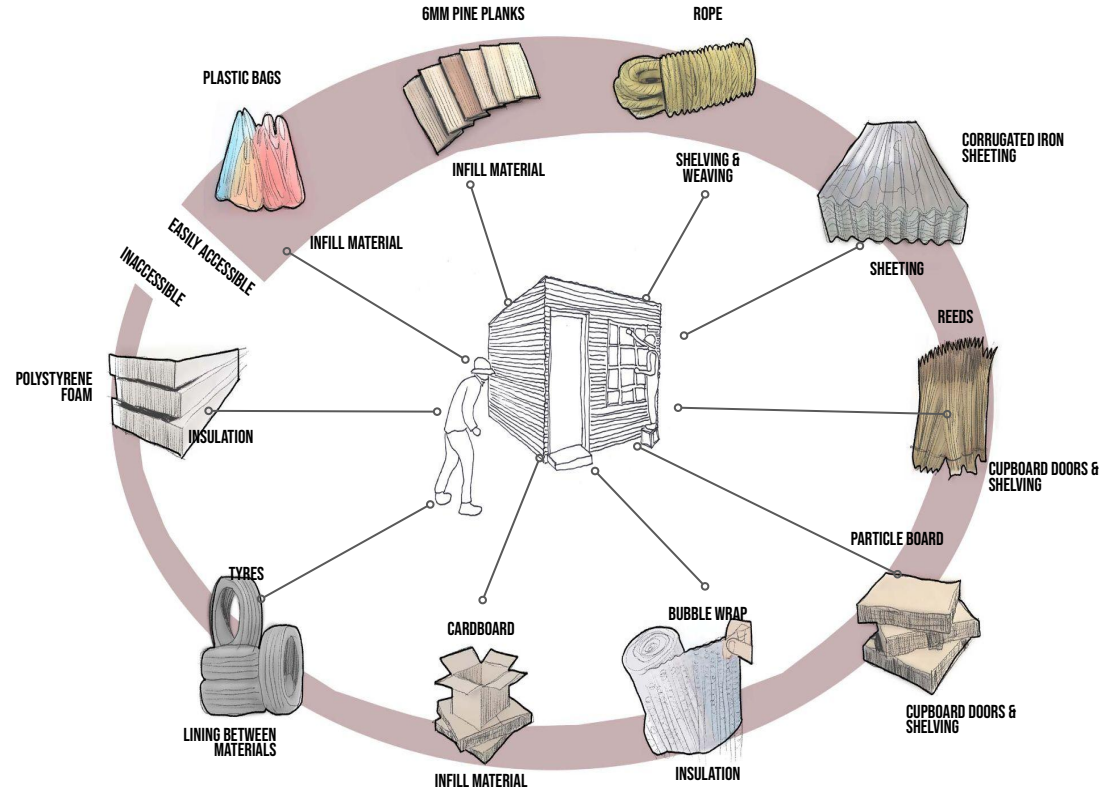 6MM PINE PLANKS
ROPE
PLASTIC BAGS
CORRUGATED IRON
SHEETING
INFILL MATERIAL
SHELVING &
WEAVING
EASILY ACCESSIBLE
INFILL MATERIAL
INACCESSIBLE
SHEETING
REEDS
POLYSTYRENE
FOAM
INSULATION
CUPBOARD DOORS &
SHELVING
PARTICLE BOARD
TYRES
BUBBLE WRAP
CARDBOARD
CUPBOARD DOORS &
SHELVING
LINING BETWEEN
MATERIALS
INFILL MATERIAL
INSULATION